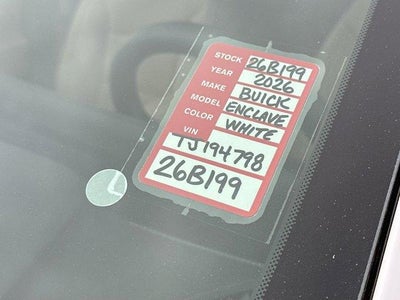 STOCK 26B199
YEAR 2026
MAKE BUICK
MODEL ENCLAVE
COLOR WHITE
VIN TJ194798
26B199